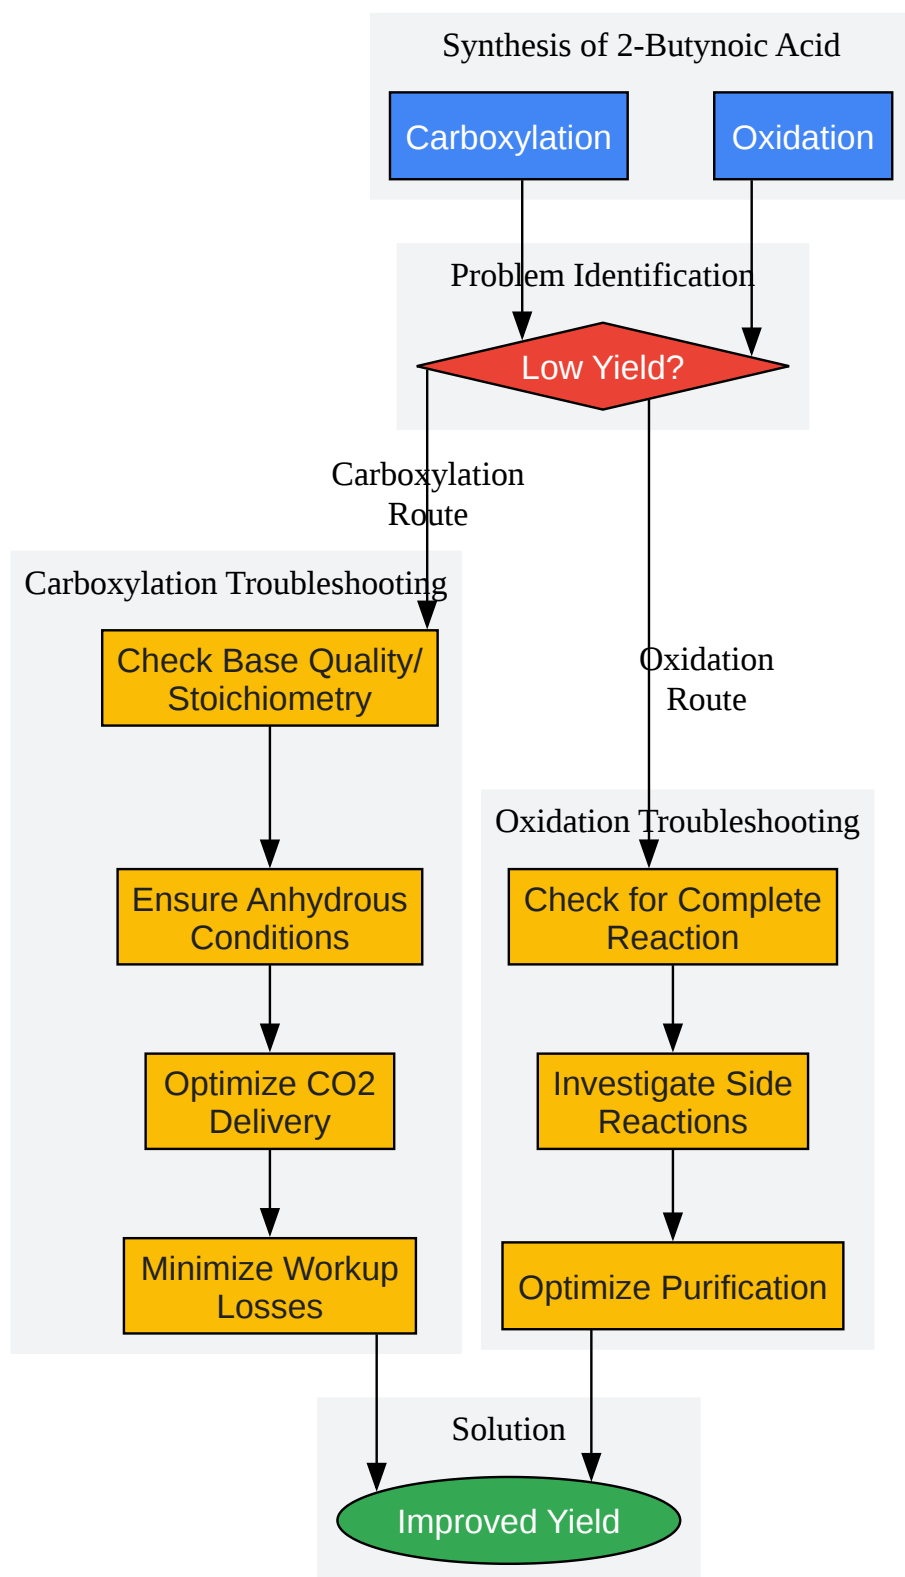 Synthesis of 2-Butynoic Acid
Carboxylation
Oxidation
Problem Identification
Low Yield?
Carboxylation
Route
Carboxylation Troubleshooting
Check Base Quality/
Stoichiometry
Ensure Anhydrous
Conditions
Optimize CO2
Delivery
Minimize Workup
Losses
Oxidation
Route
Oxidation Troubleshooting
Check for Complete
Reaction
Investigate Side
Reactions
Optimize Purification
Solution
Improved Yield